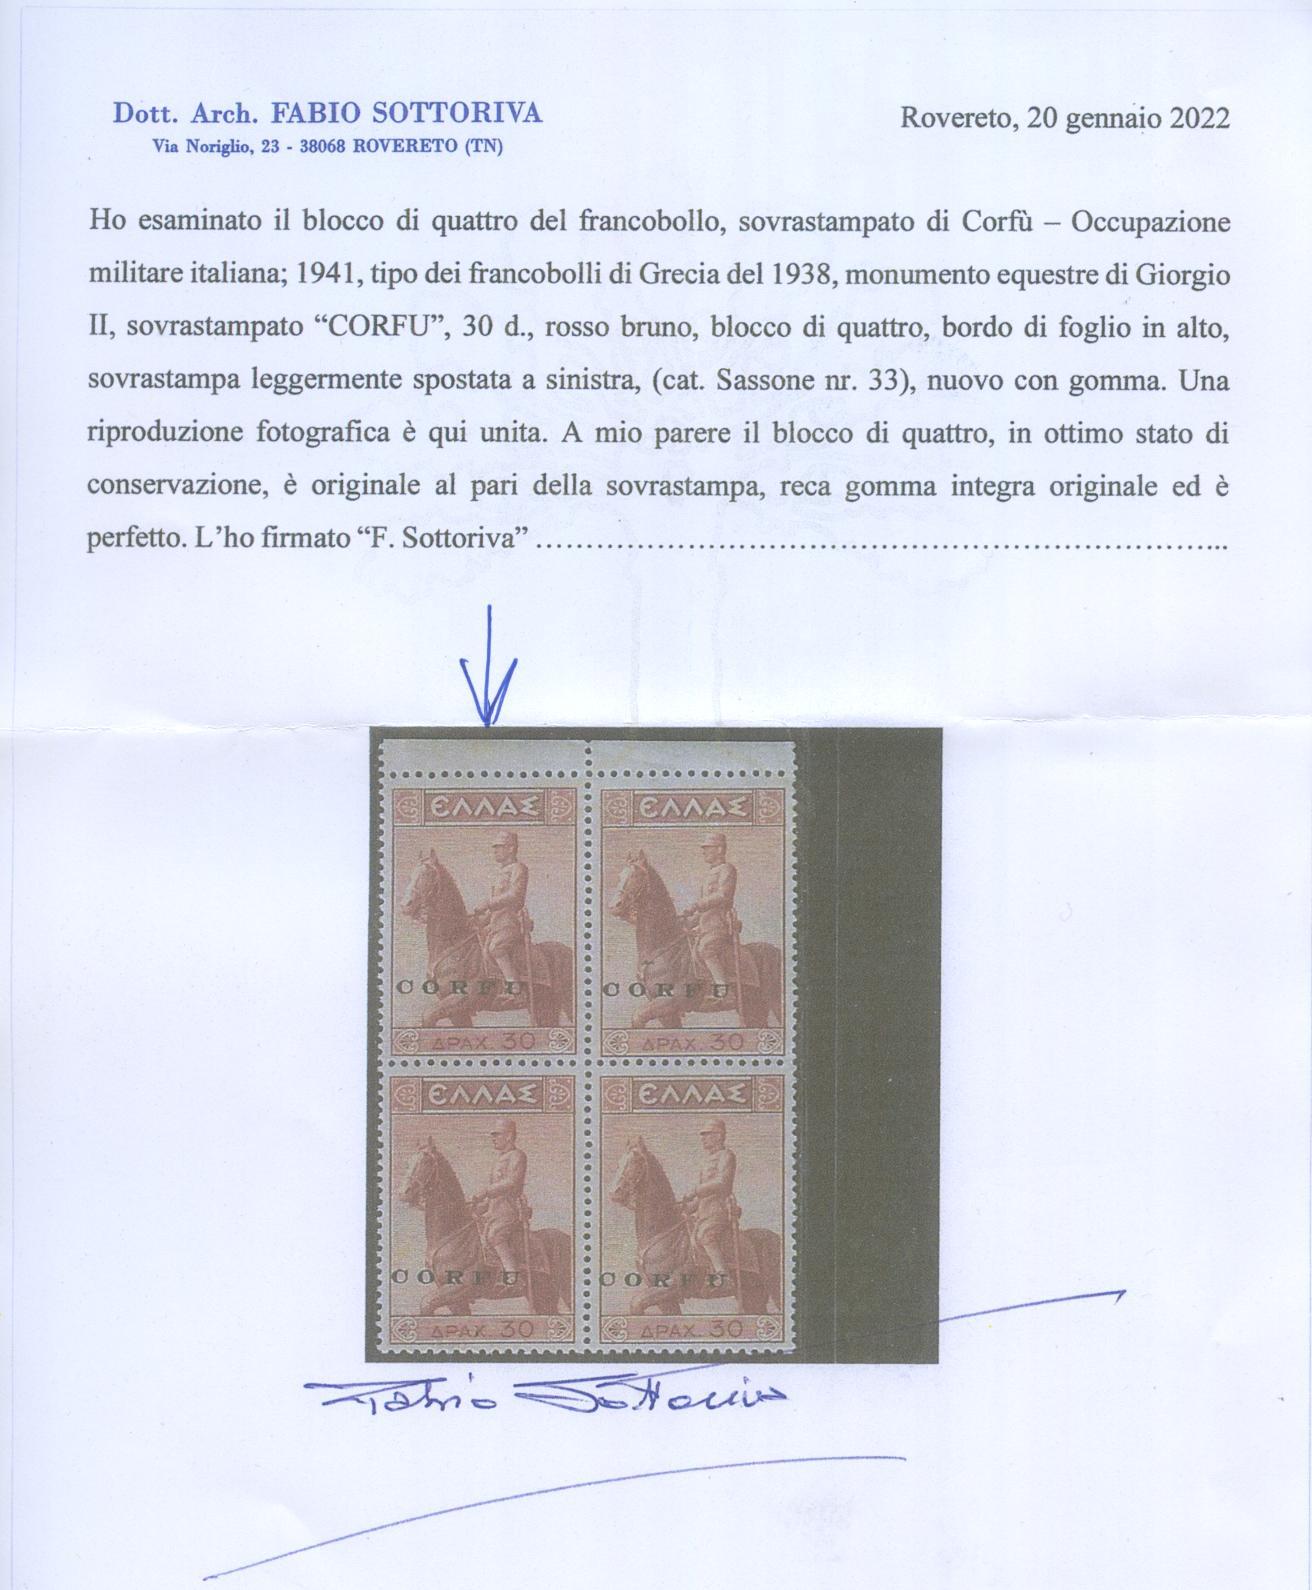 Dott. Arch. FABIO SOTTORIVA
Via Noriglio, 23 - 38068 ROVERETO (TN)
Rovereto, 20 gennaio 2022
Ho esaminato il blocco di quattro del francobollo, sovrastampato di Corfù – Occupazione
militare italiana; 1941, tipo dei francobolli di Grecia del 1938, monumento equestre di Giorgio
II, sovrastampato “CORFU”, 30 d., rosso bruno, blocco di quattro, bordo di foglio in alto,
sovrastampa leggermente spostata a sinistra, (cat. Sassone nr. 33), nuovo con gomma. Una
riproduzione fotografica è qui unita. A mio parere il blocco di quattro, in ottimo stato di
conservazione, è originale al pari della sovrastampa, reca gomma integra originale ed è
perfetto. L’ho firmato “F. Sottoriva” ……………………………………………………………...
ΕΛΛΑΣ ΕΛΛΑΣ
CORFU CORFU
ΔΡΑΧ. 30 ΔΡΑΧ. 30
ΕΛΛΑΣ ΕΛΛΑΣ
CORFU CORFU
ΔΡΑΧ. 30 ΔΡΑΧ. 30
Fabio Sottoriva